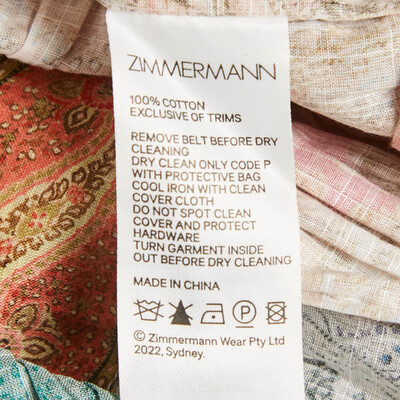 ZIMMERMANN
100% COTTON
EXCLUSIVE OF TRIMS
REMOVE BELT BEFORE DRY
CLEANING
DRY CLEAN ONLY CODE P
WITH PROTECTIVE BAG
COOL IRON WITH CLEAN
COVER CLOTH
DO NOT SPOT CLEAN
COVER AND PROTECT
HARDWARE
TURN GARMENT INSIDE
OUT BEFORE DRY CLEANING
MADE IN CHINA
P
© Zimmermann Wear Pty Ltd
2022, Sydney.